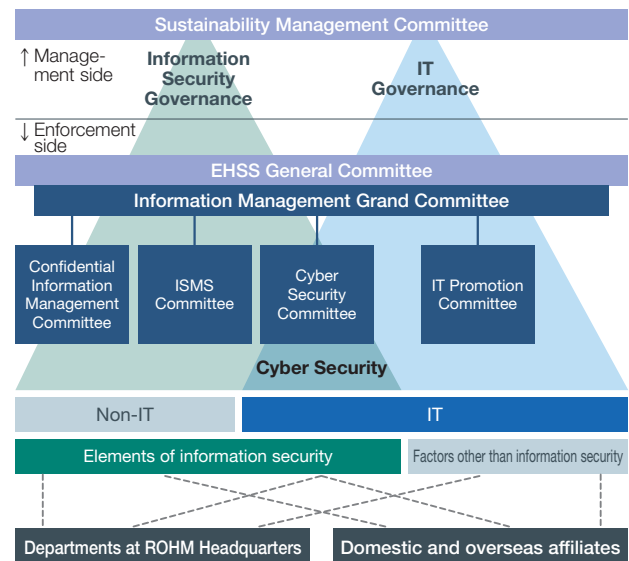 Sustainability Management Committee
↑ Manage-
ment side
Information
Security
Governance
IT
Governance
↓ Enforcement
side
EHSS General Committee
Information Management Grand Committee
Confidential
Information
Management
Committee
ISMS
Committee
Cyber
Security
Committee
IT Promotion
Committee
Cyber Security
Non-IT
IT
Elements of information security
Factors other than information security
Departments at ROHM Headquarters
Domestic and overseas affiliates